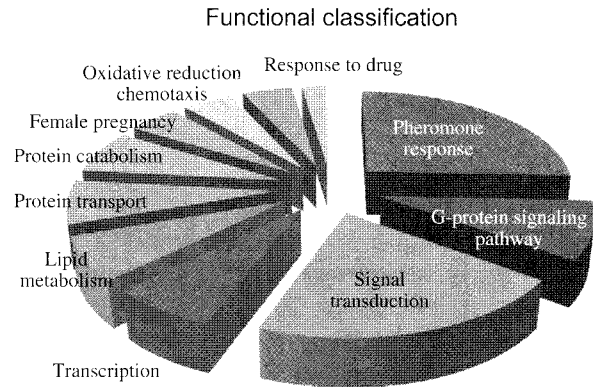 Functional classification
Response to drug
Oxidative reduction
chemotaxis
Female pregnancy
Protein catabolism
Protein transport
Lipid
metabolism
Transcription
Signal
transduction
G-protein signaling
pathway
Pheromone
response